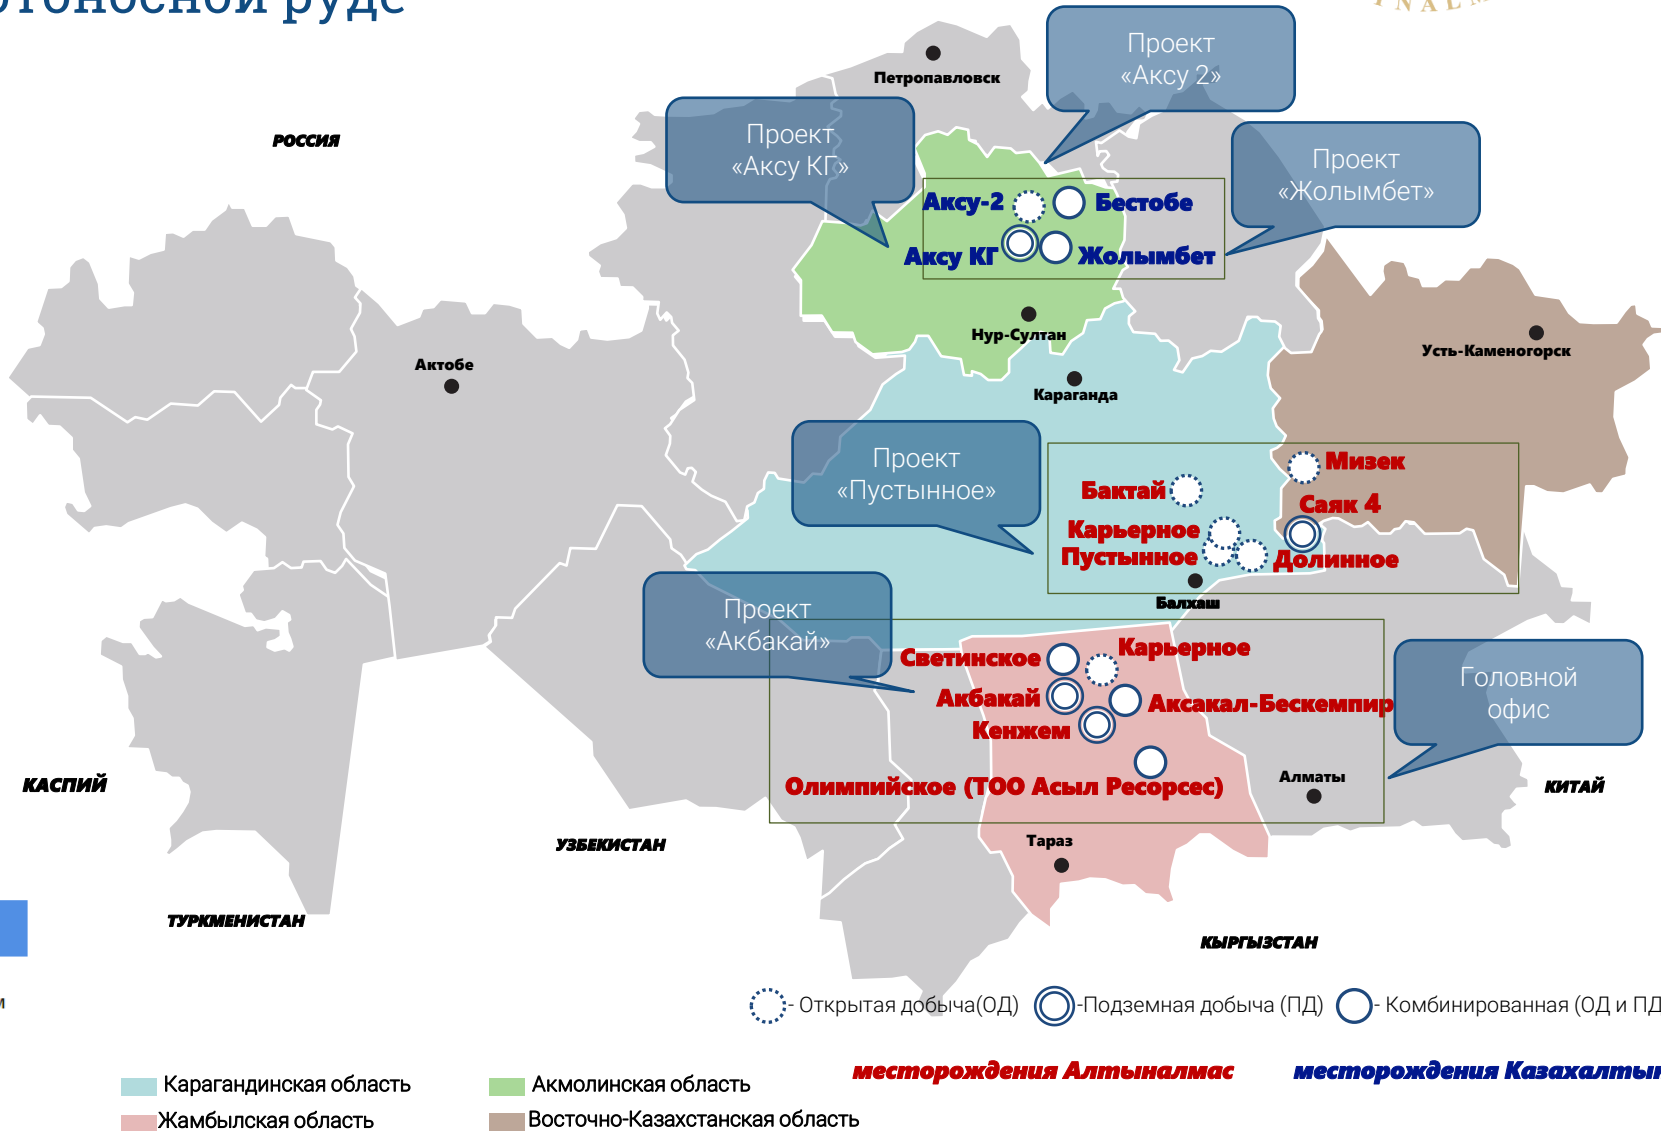 Петропавловск
Проект
«Аксу 2»
Проект
«Аксу КГ»
РОССИЯ
Проект
«Жолымбет»
Аксу-2
Бестобе
Аксу КГ
Жолымбет
Нур-Султан
Актобе
Караганда
Усть-Каменогорск
Проект
«Пустынное»
Мизек
Бактай
Саяк 4
Карьерное
Пустынное
Долинное
Балхаш
Проект
«Акбакай»
Светинское
Карьерное
Акбакай
Аксакал-Бескемпир
Кенжем
Головной
офис
Олимпийское (ТОО Асыл Ресорсес)
Алматы
КАСПИЙ
КИТАЙ
УЗБЕКИСТАН
Тараз
ТУРКМЕНИСТАН
КЫРГЫЗСТАН
- Открытая добыча(ОД)
-Подземная добыча (ПД)
- Комбинированная (ОД и ПД
месторождения Алтыналмас
месторождения Казахалтын
Карагандинская область
Акмолинская область
Жамбылская область
Восточно-Казахстанская область